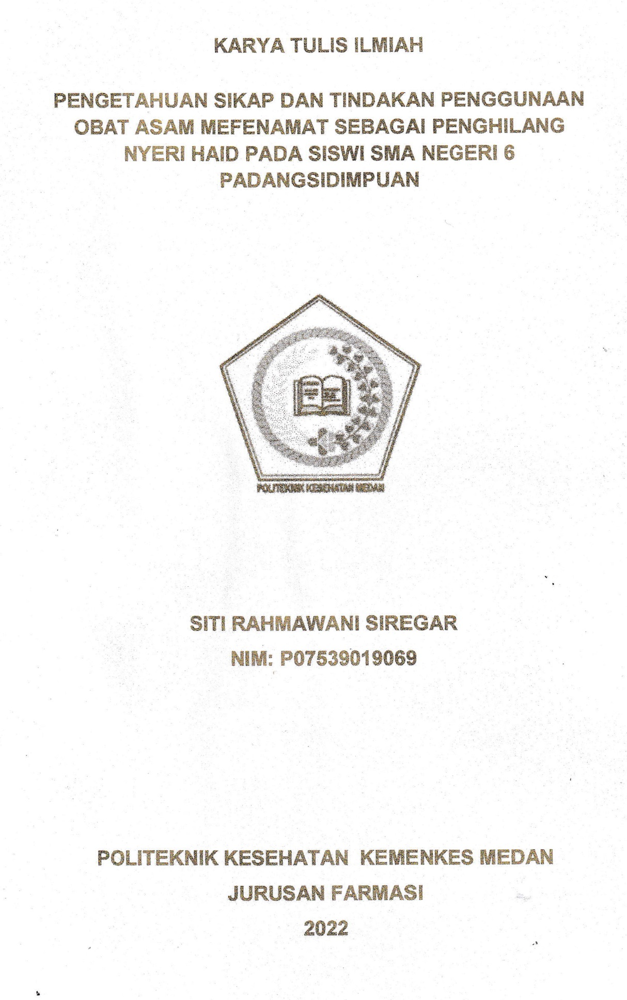 KARYA TULIS ILMIAH
PENGETAHUAN SIKAP DAN TINDAKAN PENGGUNAAN
OBAT ASAM MEFENAMAT SEBAGAI PENGHILANG
NYERI HAID PADA SISWI SMA NEGERI 6
PADANGSIDIMPUAN
POLITEKNIK KESEHATAN MEDAN
SITI RAHMAWANI SIREGAR
NIM: P07539019069
POLITEKNIK KESEHATAN KEMENKES MEDAN
JURUSAN FARMASI
2022